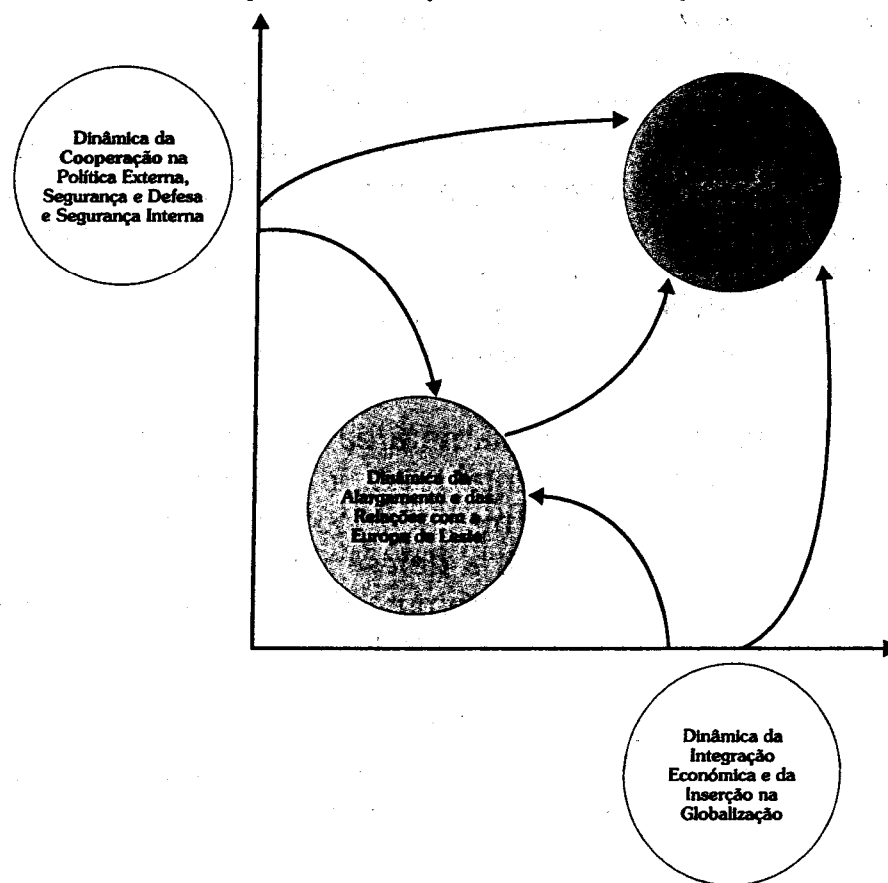 Dinâmica da
Cooperação na
Política Externa,
Segurança e Defesa
e Segurança Interna
Dinâmica do
Alargamento e das
Relações com a
Europa de Leste
Dinâmica da
Integração
Económica e da
Inserção na
Globalização